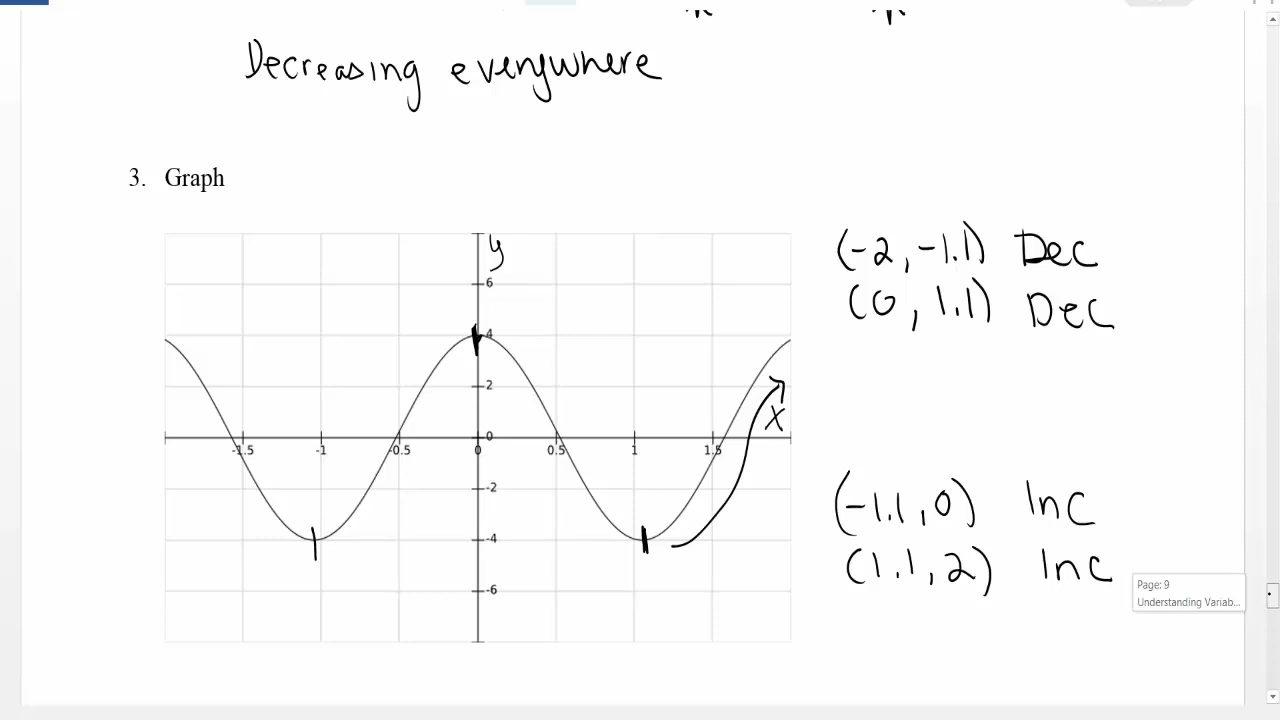 Decreasing everywhere
3. Graph
y
6
4
2
0
-1.5 -1 -0.5 0 0.5 1 1.5
x
-2
-4
-6
(-2, -1.1) Dec
(0, 1.1) Dec
(-1.1, 0) Inc
(1.1, 2) Inc
Page: 9
Understanding Variab...